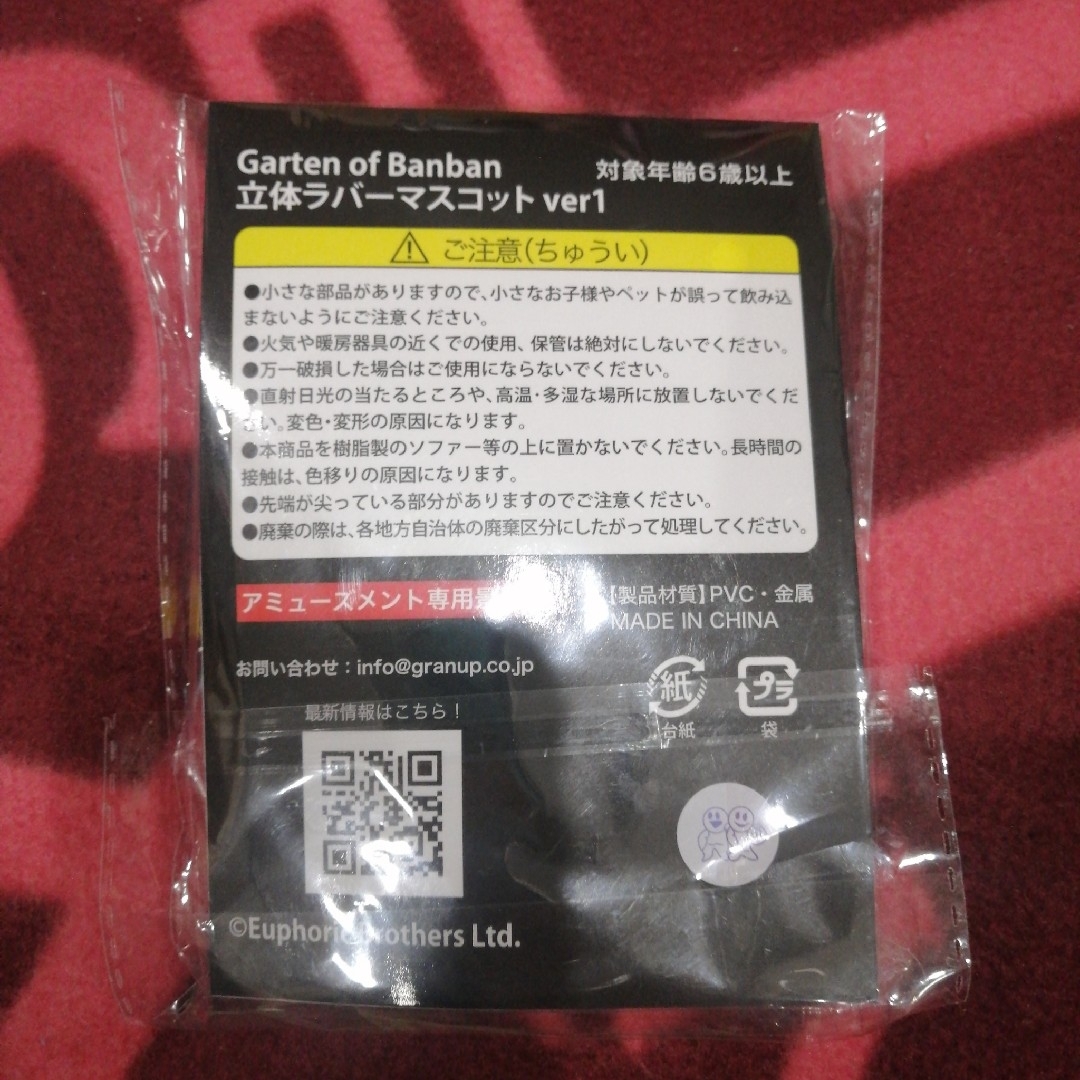 Garten of Banban
対象年齢6歳以上
立体ラバーマスコット ver1
ご注意(ちゅうい)
●小さな部品がありますので、小さなお子様やペットが誤って飲み込
まないようにご注意ください。
●火気や暖房器具の近くでの使用、保管は絶対にしないでください。
●万一破損した場合はご使用にならないでください。
●直射日光の当たるところや、高温・多湿な場所に放置しないでくだ
さい。変色・変形の原因になります。
●本商品を樹脂製のソファー等の上に置かないでください。長時間の
接触は、色移りの原因になります。
●先端が尖っている部分がありますのでご注意ください。
●廃棄の際は、各地方自治体の廃棄区分にしたがって処理してください。
アミューズメント専用景
【製品材質】PVC・金属
MADE IN CHINA
お問い合わせ：info@granup.co.jp
紙
プラ
台紙
袋
最新情報はこちら！
©Euphoric Brothers Ltd.